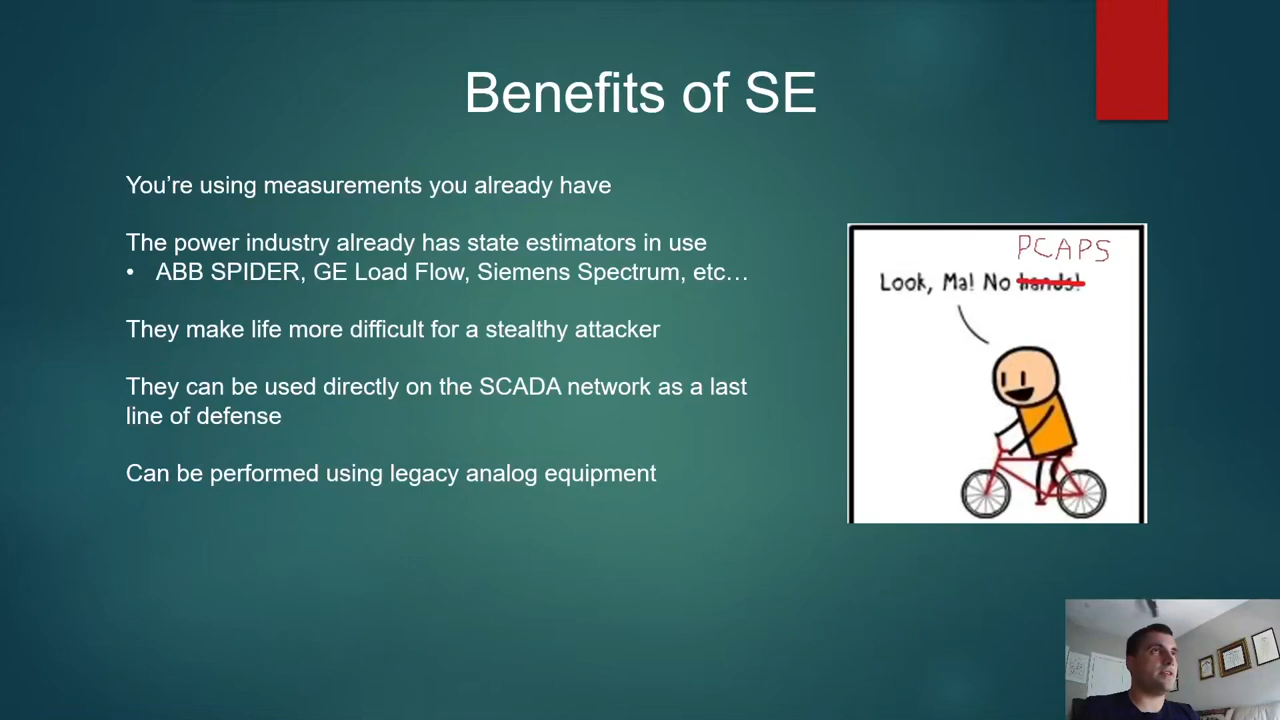 Benefits of SE
You’re using measurements you already have
The power industry already has state estimators in use
• ABB SPIDER, GE Load Flow, Siemens Spectrum, etc…
They make life more difficult for a stealthy attacker
They can be used directly on the SCADA network as a last
line of defense
Can be performed using legacy analog equipment
PCAPS
Look, Ma! No hands!